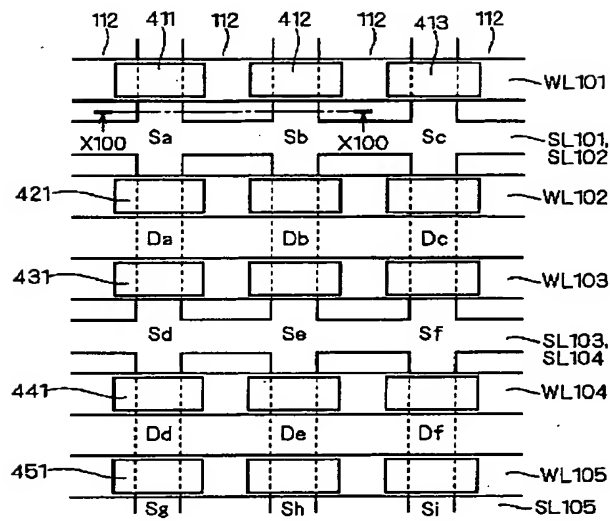 112 411 112 412 112 413 112
WL101
X100 Sa Sb X100 Sc
SL101,
SL102
421 WL102
Da Db Dc
431 WL103
Sd Se Sf
SL103,
SL104
441 WL104
Dd De Df
451 WL105
Sg Sh Si SL105